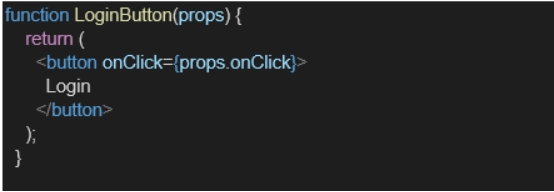 function LoginButton(props) {
return (
<button onClick={props.onClick}>
Login
</button>
);
}